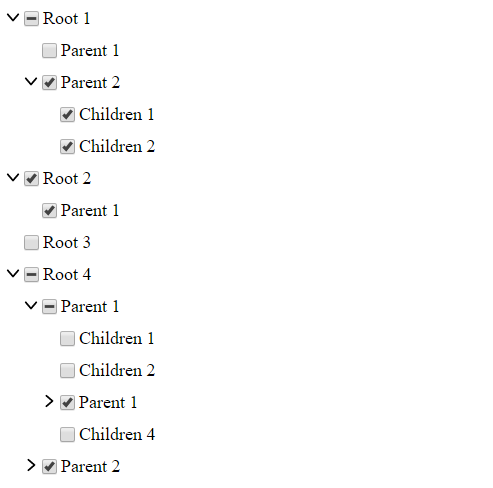 Root 1
Parent 1
Parent 2
Children 1
Children 2
Root 2
Parent 1
Root 3
Root 4
Parent 1
Children 1
Children 2
Parent 1
Children 4
Parent 2